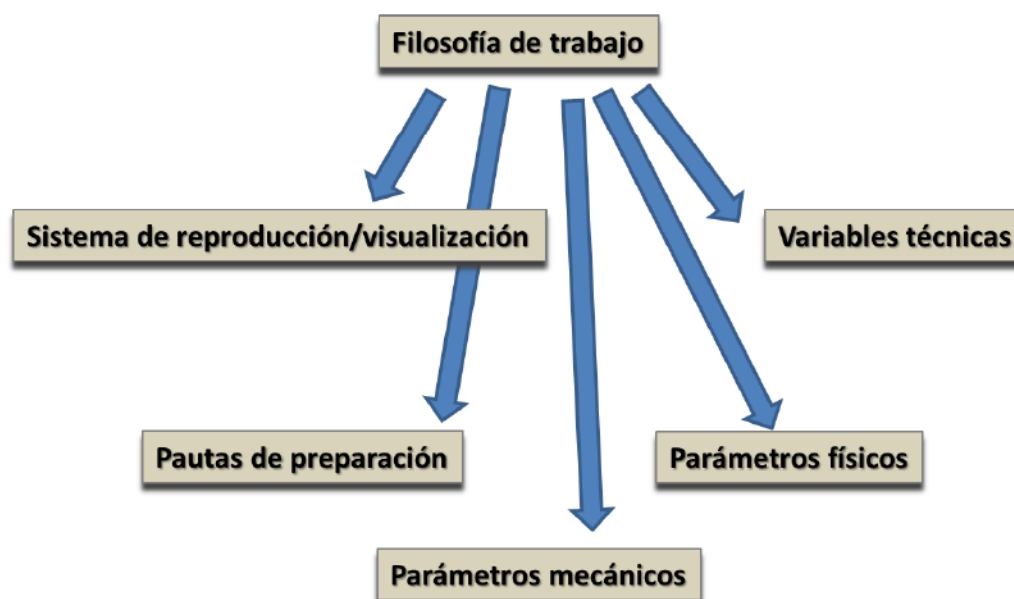 Filosofía de trabajo
Sistema de reproducción/visualización
Variables técnicas
Pautas de preparación
Parámetros físicos
Parámetros mecánicos